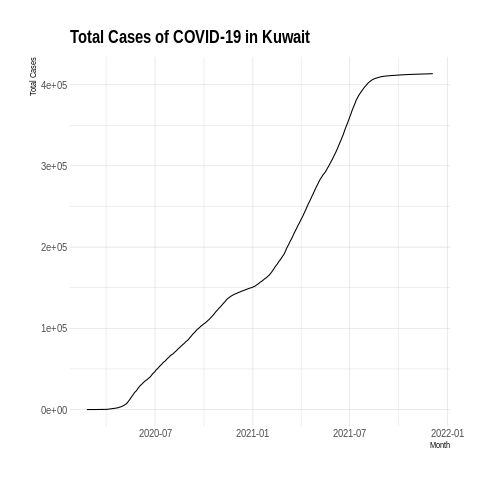 Total Cases of COVID-19 in Kuwait
Total Cases
4e+05
3e+05
2e+05
1e+05
0e+00
2020-07 2021-01 2021-07 2022-01
Month